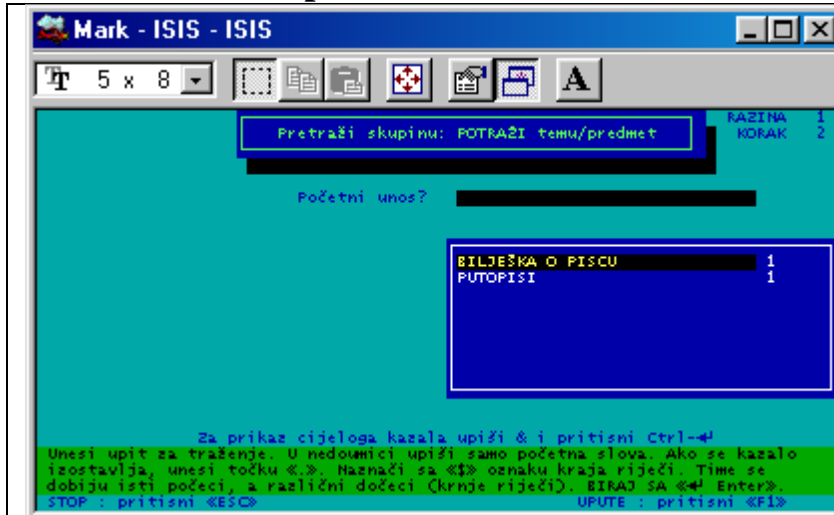 Mark - ISIS - ISIS
Tr 5 x 8 A
Pretraži skupinu: POTRAŽI temu/predmet
RAZINA 1
KORAK 2
Početni unos?
BILJEŠKA O PISCU 1
PUTOPISI 1
Za prikaz cijeloga kazala upiši & i pritisni Ctrl-↵
Unesi upit za traženje. U nedoumici upiši samo početna slova. Ako se kazalo
izostavlja, unesi točku «.». Naznači sa «$» oznaku kraja riječi. Time se
dobiju isti počeci, a različni dočeci (krnje riječi). BIRAJ SA «↵ Enter».
STOP : pritisni «ESC» UPUTE : pritisni «F1»